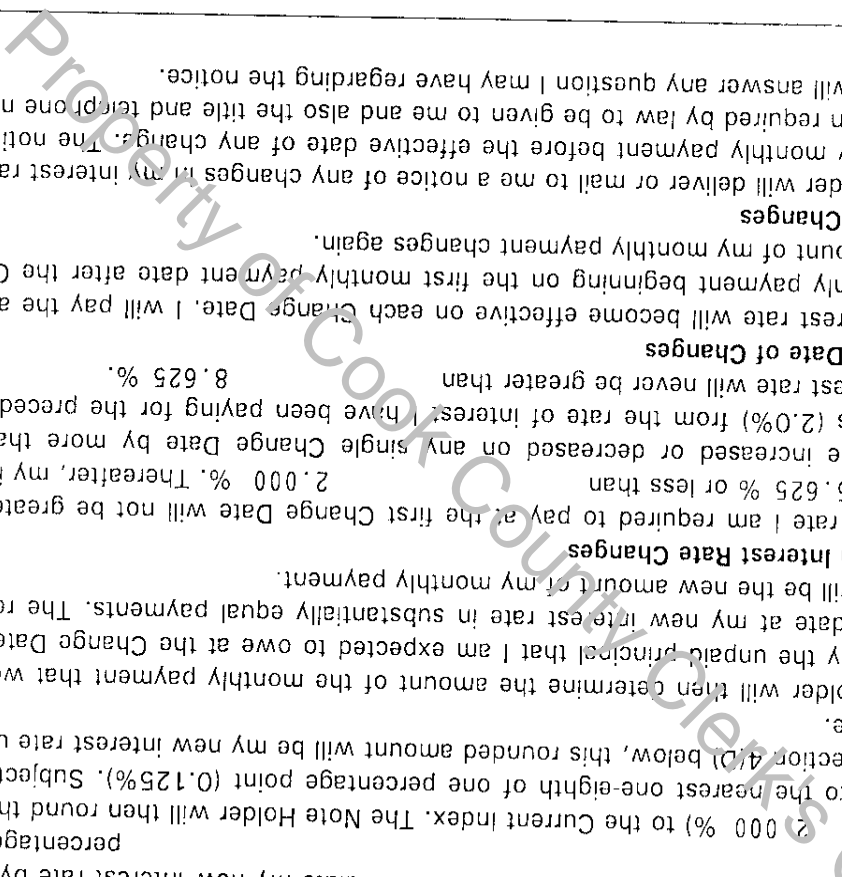 new interest rate by
percentage
2.000 %) to the Current Index. The Note Holder will then round th
to the nearest one-eighth of one percentage point (0.125%). Subject
ection 4(D) below, this rounded amount will be my new interest rate u
e.
older will then determine the amount of the monthly payment that w
y the unpaid principal that I am expected to owe at the Change Date
date at my new interest rate in substantially equal payments. The re
ill be the new amount of my monthly payment.
Interest Rate Changes
rate I am required to pay at the first Change Date will not be greate
5.625 % or less than 2.000 %. Thereafter, my i
e increased or decreased on any single Change Date by more tha
s (2.0%) from the rate of interest I have been paying for the preced
est rate will never be greater than 8.625 %.
Date of Changes
rest rate will become effective on each Change Date. I will pay the a
hly payment beginning on the first monthly payment date after the C
ount of my monthly payment changes again.
Changes
der will deliver or mail to me a notice of any changes in my interest ra
y monthly payment before the effective date of any change. The noti
n required by law to be given to me and also the title and telephone n
will answer any question I may have regarding the notice.
Property of Cook County Clerk's O